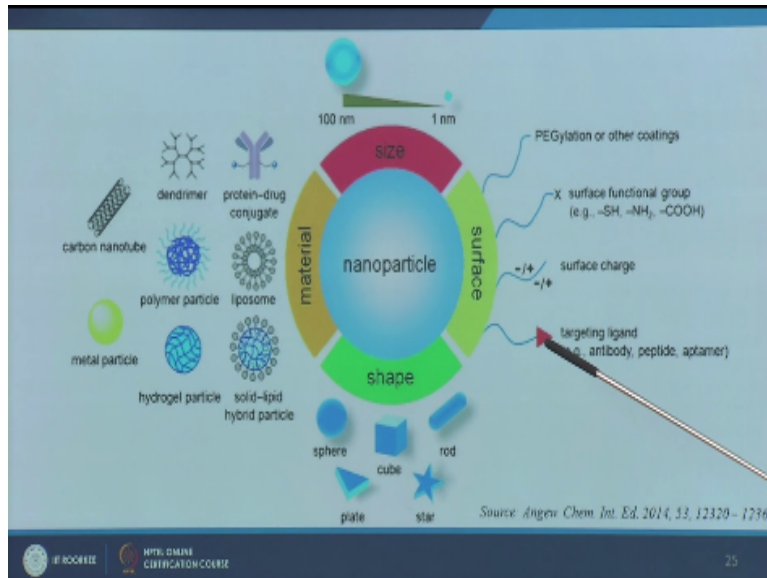 100 nm
1 nm
size
PEGylation or other coatings
dendrimer
protein–drug
conjugate
X surface functional group
(e.g., –SH, –NH₂, –COOH)
carbon nanotube
material
nanoparticle
surface
–/+
–/+
surface charge
polymer particle
liposome
targeting ligand
e.g., antibody, peptide, aptamer)
metal particle
hydrogel particle
solid–lipid
hybrid particle
shape
sphere
cube
rod
plate
star
Source: Angew. Chem. Int. Ed. 2014, 53, 12320 – 1236
IIT ROORKEE
NPTEL ONLINE
CERTIFICATION COURSE
25